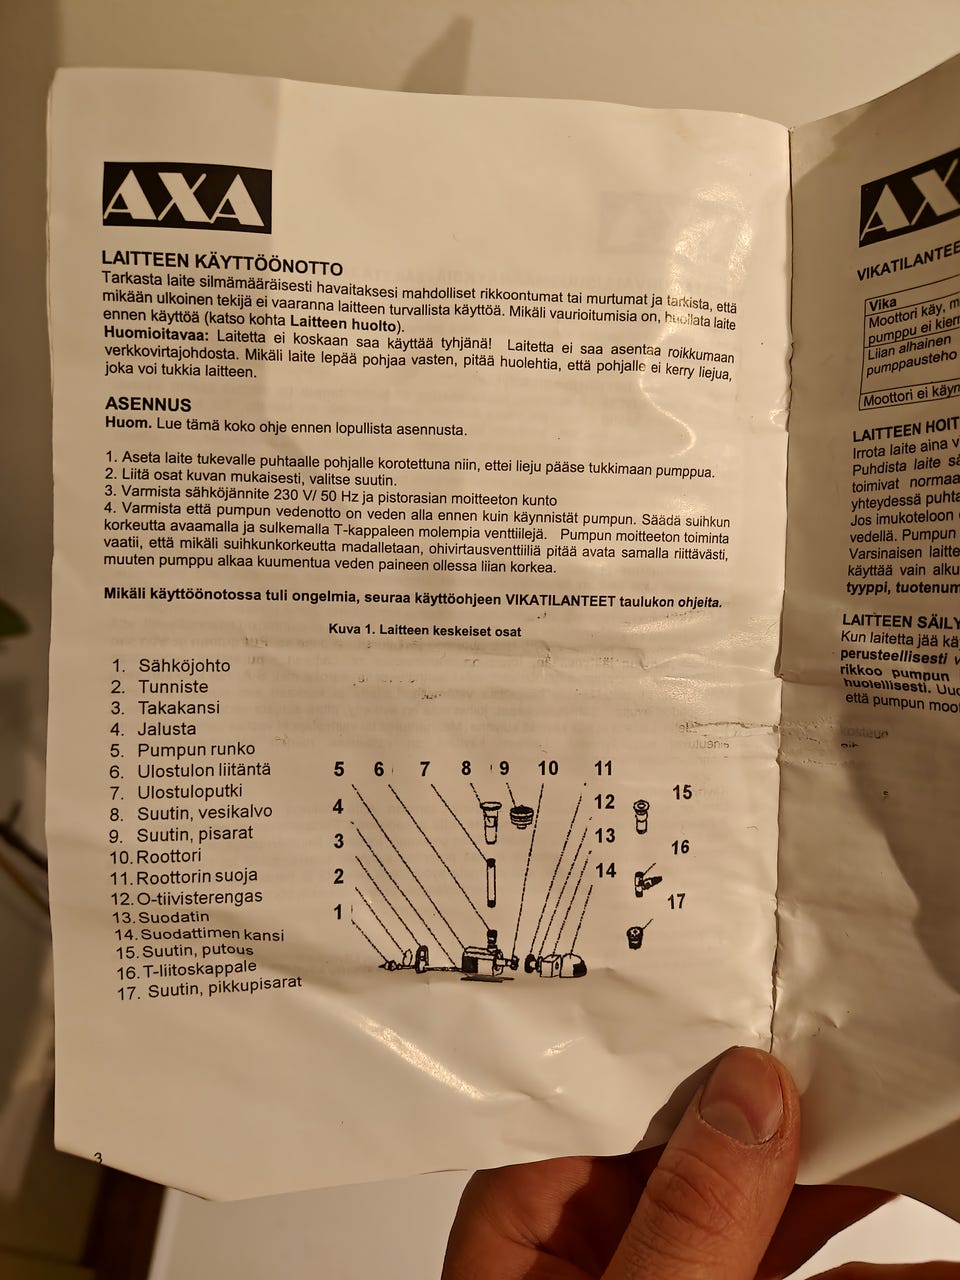 AXA
LAITTEEN KÄYTTÖÖNOTTO
Tarkasta laite silmämääräisesti havaitaksesi mahdolliset rikkoontumat tai murtumat ja tarkista, että
mikään ulkoinen tekijä ei vaaranna laitteen turvallista käyttöä. Mikäli vaurioitumisia on, huollata laite
ennen käyttöä (katso kohta Laitteen huolto).
Huomioitavaa: Laitetta ei koskaan saa käyttää tyhjänä! Laitetta ei saa asentaa roikkumaan
verkkovirtajohdosta. Mikäli laite lepää pohjaa vasten, pitää huolehtia, että pohjalle ei kerry liejua,
joka voi tukkia laitteen.
ASENNUS
Huom. Lue tämä koko ohje ennen lopullista asennusta.
1. Aseta laite tukevalle puhtaalle pohjalle korotettuna niin, ettei lieju pääse tukkimaan pumppua.
2. Liitä osat kuvan mukaisesti, valitse suutin.
3. Varmista sähköjännite 230 V/ 50 Hz ja pistorasian moitteeton kunto
4. Varmista että pumpun vedenotto on veden alla ennen kuin käynnistät pumpun. Säädä suihkun
korkeutta avaamalla ja sulkemalla T-kappaleen molempia venttiilejä. Pumpun moitteeton toiminta
vaatii, että mikäli suihkunkorkeutta madalletaan, ohivirtausventtiiliä pitää avata samalla riittävästi,
muuten pumppu alkaa kuumentua veden paineen ollessa liian korkea.
Mikäli käyttöönotossa tuli ongelmia, seuraa käyttöohjeen VIKATILANTEET taulukon ohjeita.
Kuva 1. Laitteen keskeiset osat
1. Sähköjohto
2. Tunniste
3. Takakansi
4. Jalusta
5. Pumpun runko
6. Ulostulon liitäntä
7. Ulostuloputki
8. Suutin, vesikalvo
9. Suutin, pisarat
10. Roottori
11. Roottorin suoja
12. O-tiivisterengas
13. Suodatin
14. Suodattimen kansi
15. Suutin, putous
16. T-liitoskappale
17. Suutin, pikkupisarat
5 6 7 8 9 10 11
4 12 15
3 13 16
2 14 17
1
3
AX
VIKATILANTEE
Vika
Moottori käy, m
pumppu ei kier
Liian alhainen
pumppausteho
Moottori ei käyn
LAITTEEN HOIT
Irrota laite aina v
Puhdista laite sä
toimivat normaa
yhteydessä puhta
Jos imukoteloon
vedellä. Pumpun
Varsinaisen laitte
käyttää vain alku
tyyppi, tuotenum
LAITTEEN SÄILY
Kun laitetta jää kä
perusteellisesti v
rikkoo pumpun
huolellisesti. Uud
että pumpun moo